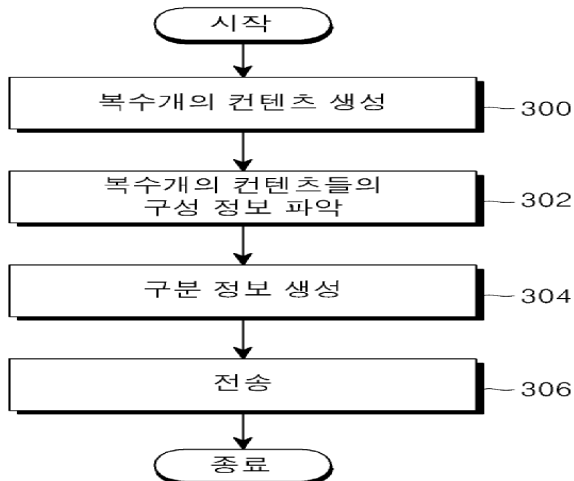 시작
복수개의 컨텐츠 생성
300
복수개의 컨텐츠들의
구성 정보 파악
302
구분 정보 생성
304
전송
306
종료